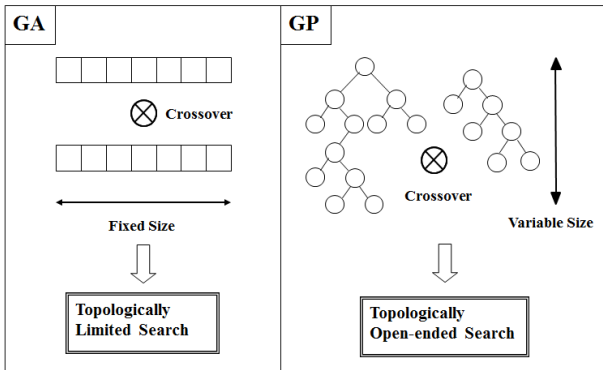 GA
Crossover
Fixed Size
Topologically
Limited Search
GP
Crossover
Variable Size
Topologically
Open-ended Search